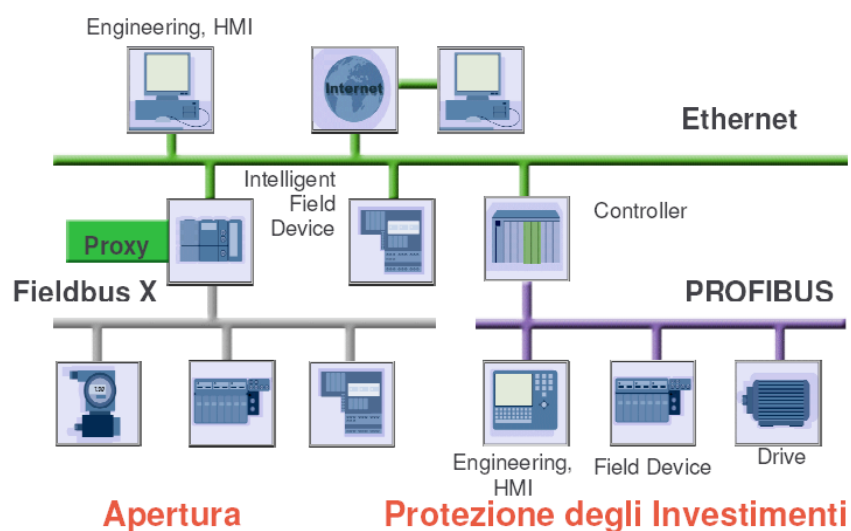 Engineering, HMI
Internet
Ethernet
Intelligent
Field
Device
Controller
Proxy
Fieldbus X
PROFIBUS
Engineering,
HMI
Field Device
Drive
Apertura
Protezione degli Investimenti